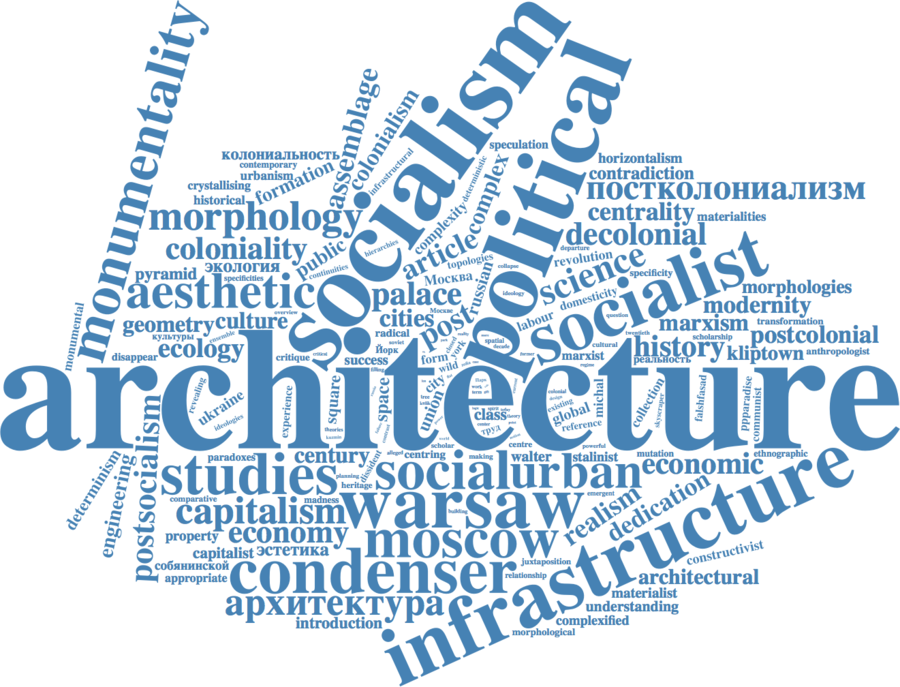 monumentality
socialism
political
assemblage
colonialism
infrastructural
speculation
deterministic
колониальность
contemporary
urbanism
crystallising
historical
formation
horizontalism
contradiction
постколониализм
morphology
complexity
complex
centrality
materialities
coloniality
public
hierarchies
article
decolonial
экология
continuities
topologies
departure
revolution
pyramid
specificities
Москва
russian
collapse
science
specificity
aesthetic
palace
ideology
domesticity
socialist
morphologies
overview
monumental
geometry
culture
cities
Москве
post
labour
question
modernity
marxism
transformation
культуры
ensemble
radical
soviet
york
spatial
decade
cultural
twentieth
scholarship
postcolonial
disappear
ecology
critique
critical
success
Йорк
form
wild
former
marxist
реальность
history
kliptown
anthropologist
architecture
revealing
ukraine
ideologies
experience
square
space
city
union
class
труд
existing
global
reference
michal
collection
skyscraper
falshfasad
ppparadise
communist
postsocialism
paradoxes
century
theories
dissident
alleged
centring
scholar
making
walter
centre
powerful
stalinist
mutation
ethnographic
determinism
engineering
studies
planning
heritage
social
urban
economic
comparative
madness
capitalism
warsaw
building
emergent
realism
dedication
infrastructure
property
economy
moscow
capitalist
эстетика
juxtaposition
constructivist
собянинской
appropriate
condenser
relationship
architectural
архитектура
materialist
understanding
introduction
complexified
morphological